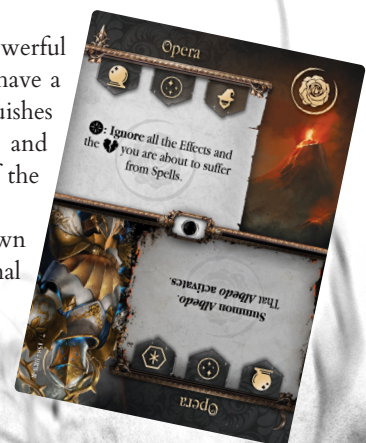 werful
have a
uishes
and
f the
wn
nal
Opera
: Ignore all the Effects and
the you are about to suffer
from Spells.
Summon Albedo.
That Albedo activates.
Opera